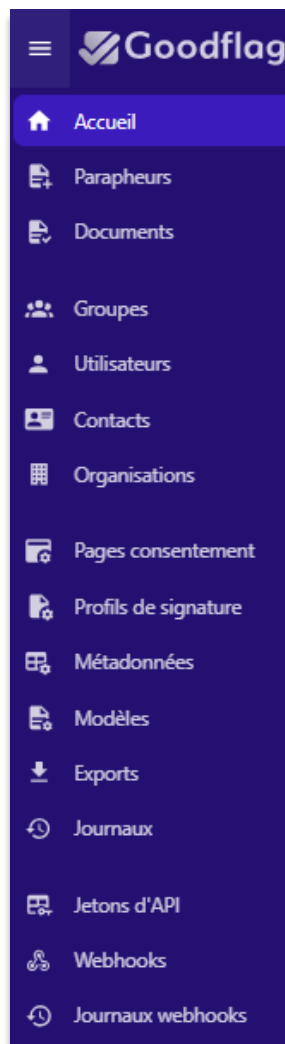 Goodflag
Accueil
Parapheurs
Documents
Groupes
Utilisateurs
Contacts
Organisations
Pages consentement
Profils de signature
Métadonnées
Modèles
Exports
Journaux
Jetons d'API
Webhooks
Journaux webhooks